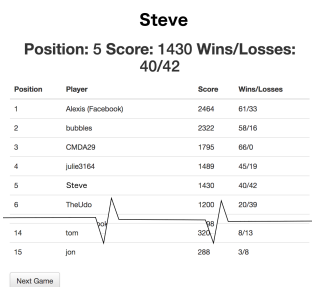 Steve
Position: 5 Score: 1430 Wins/Losses:
40/42
Position Player Score Wins/Losses
1 Alexis (Facebook) 2464 61/33
2 bubbles 2322 58/16
3 CMDA29 1795 66/0
4 julie3164 1489 45/19
5 Steve 1430 40/42
6 TheUdo 1200 20/39
14 tom 320 8/13
15 jon 288 3/8
Next Game